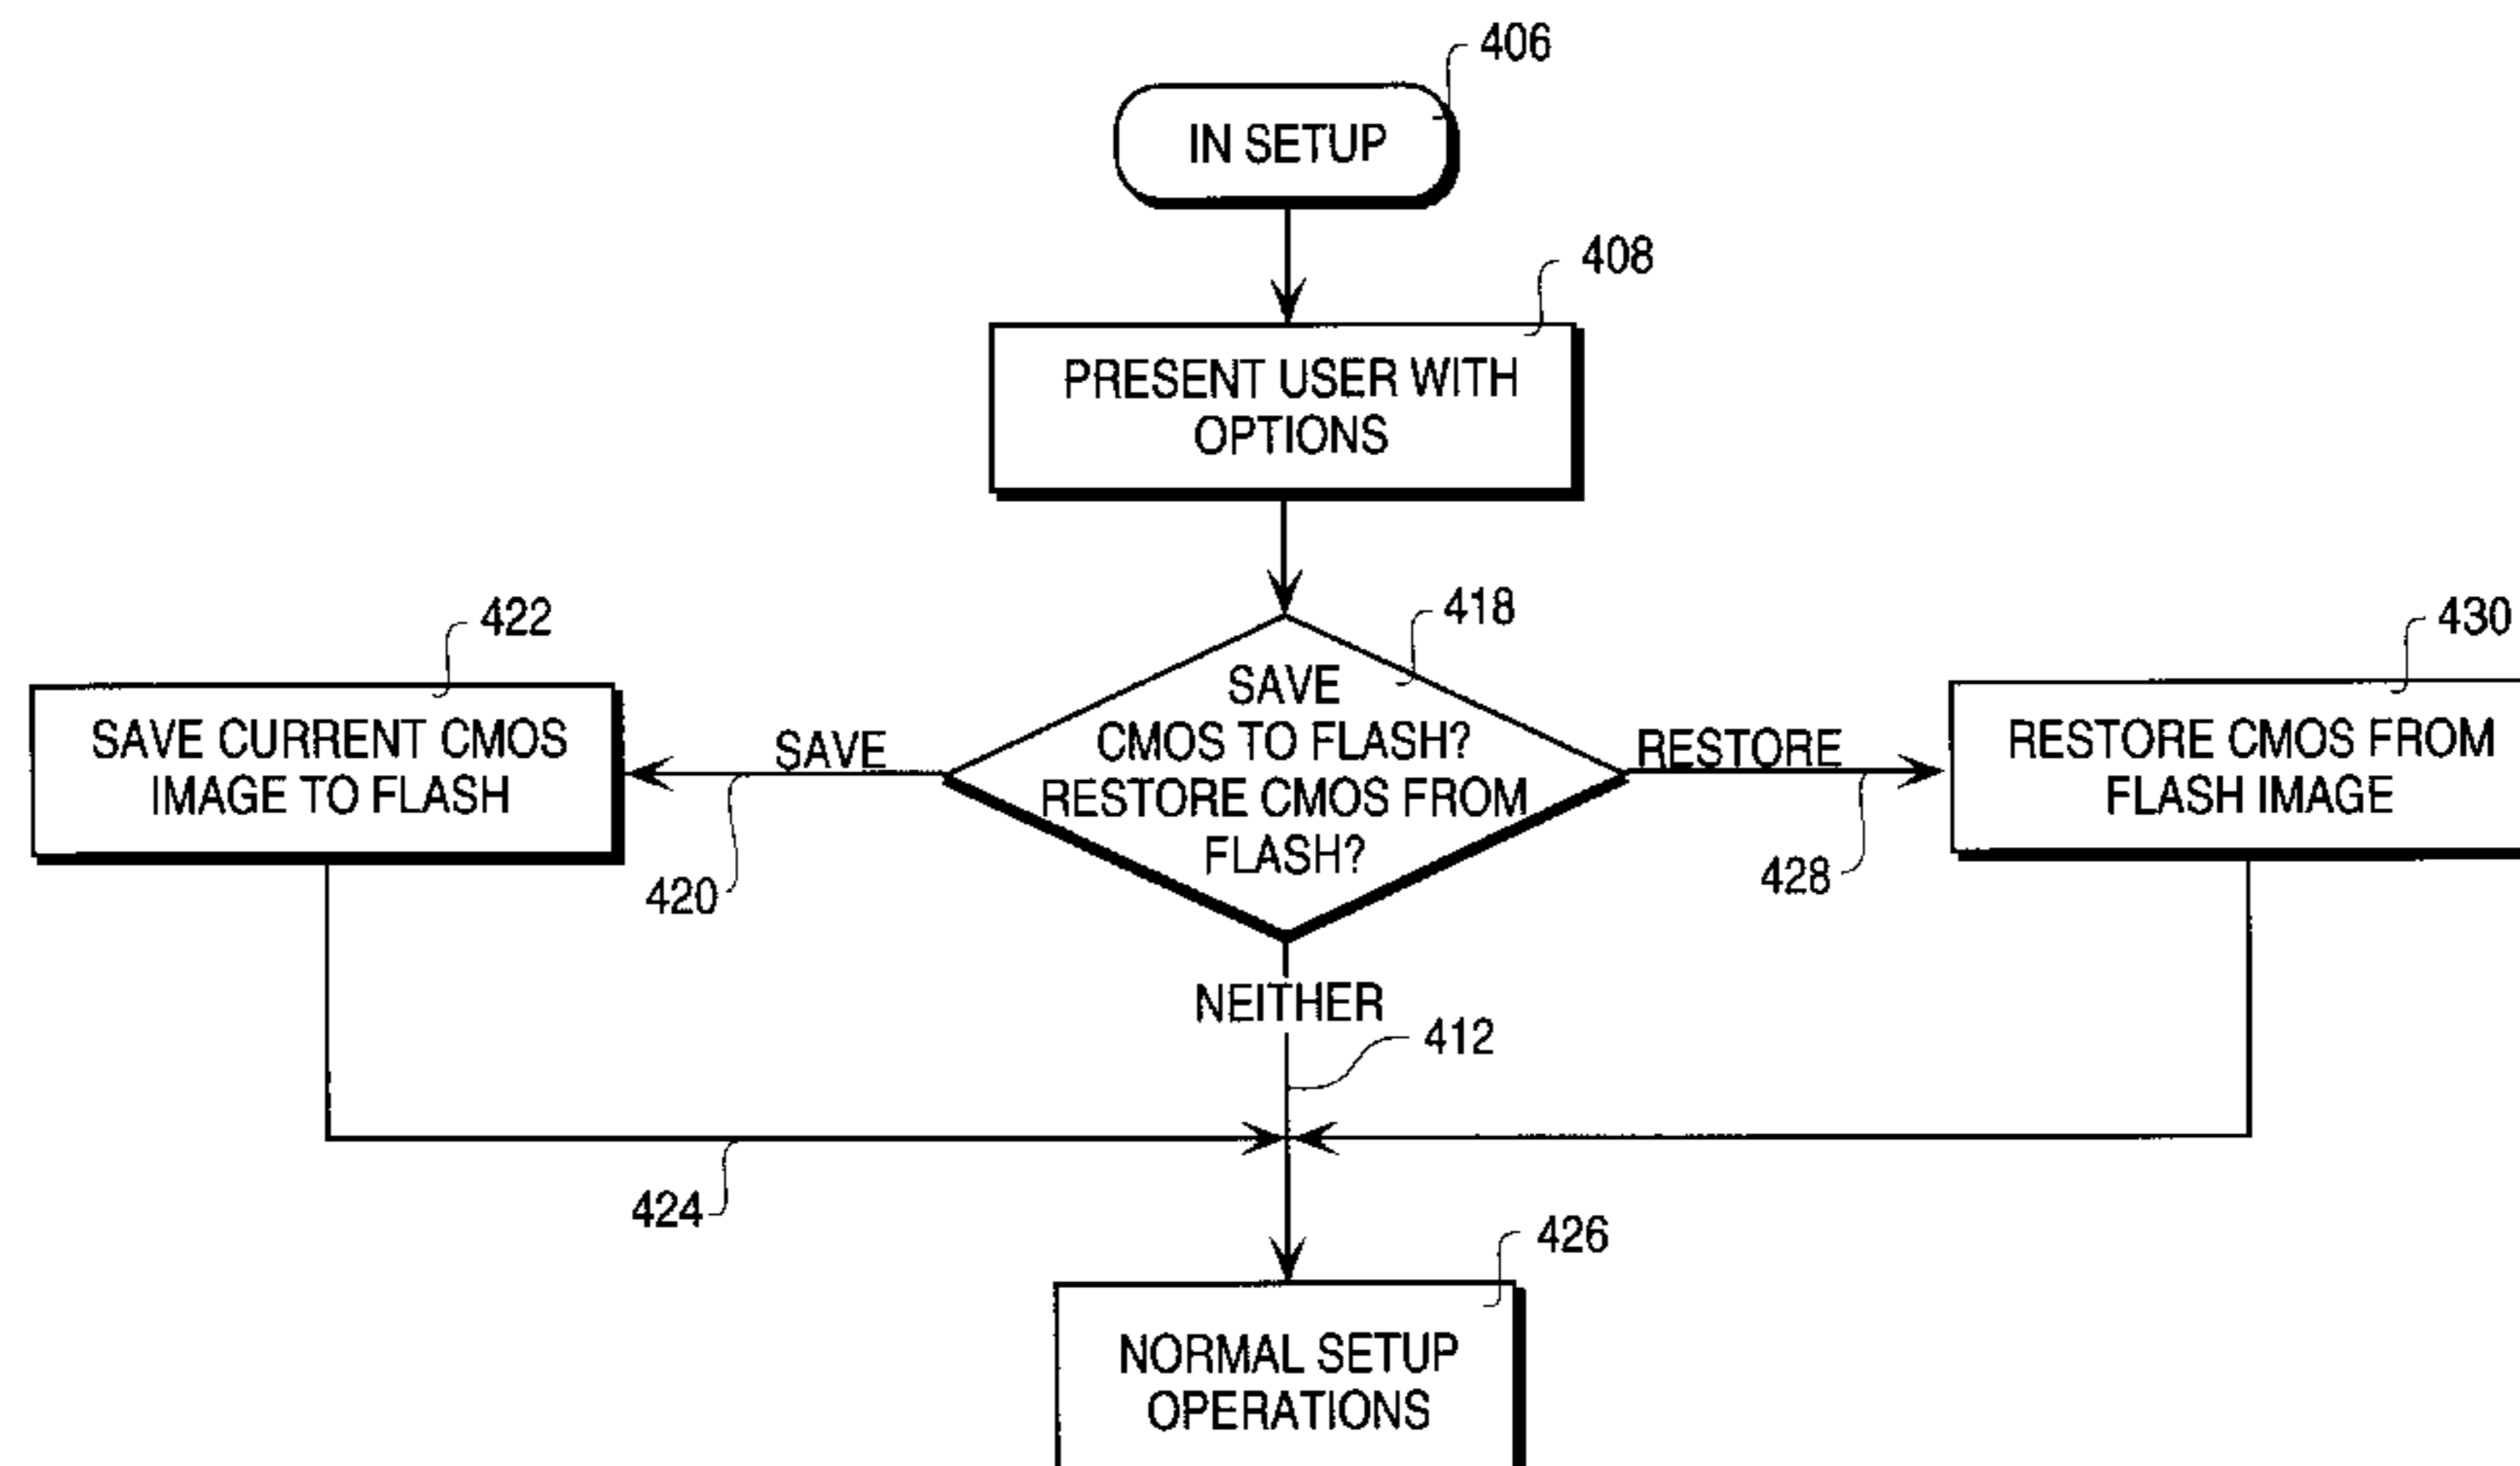 406
IN SETUP
408
PRESENT USER WITH
OPTIONS
422
418
430
SAVE CURRENT CMOS
IMAGE TO FLASH
SAVE
SAVE
CMOS TO FLASH?
RESTORE CMOS FROM
FLASH?
RESTORE
RESTORE CMOS FROM
FLASH IMAGE
420
428
NEITHER
412
424
426
NORMAL SETUP
OPERATIONS